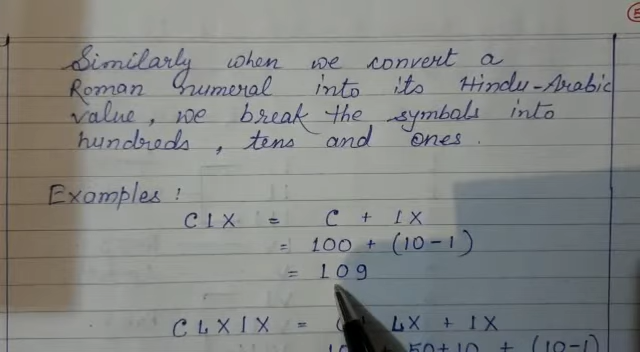 Similarly when we convert a
Roman numeral into its Hindu-Arabic
value, we break the symbols into
hundreds, tens and ones.
Examples :
CIX = C + IX
= 100 + (10-1)
= 109
CLXIX = LX + IX
50+10 + (10-1)